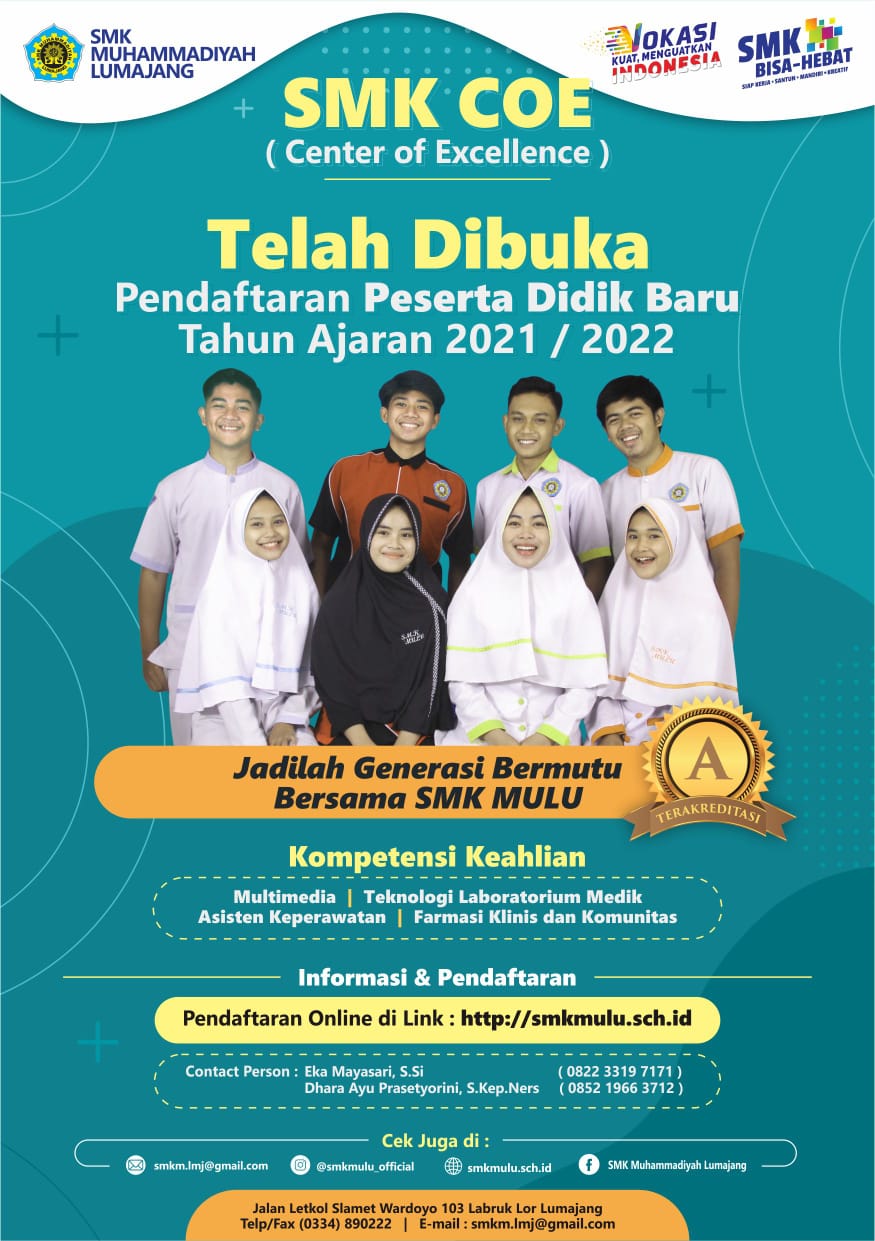 SMK
MUHAMMADIYAH
LUMAJANG
VOKASI
KUAT, MENGUATKAN
INDONESIA
SMK
BISA-HEBAT
SIAP KERJA • SANTUN • MANDIRI • KREATIF
SMK COE
( Center of Excellence )
Telah Dibuka
Pendaftaran Peserta Didik Baru
Tahun Ajaran 2021 / 2022
S.M.K
MULU
S.M.K
MULU
S.M.K
MULU
Jadilah Generasi Bermutu
Bersama SMK MULU
A
TERAKREDITASI
Kompetensi Keahlian
Multimedia | Teknologi Laboratorium Medik
Asisten Keperawatan | Farmasi Klinis dan Komunitas
Informasi & Pendaftaran
Pendaftaran Online di Link : http://smkmulu.sch.id
Contact Person : Eka Mayasari, S.Si ( 0822 3319 7171 )
Dhara Ayu Prasetyorini, S.Kep.Ners ( 0852 1966 3712 )
Cek Juga di :
smkm.lmj@gmail.com @smkmulu_official smkmulu.sch.id SMK Muhammadiyah Lumajang
Jalan Letkol Slamet Wardoyo 103 Labruk Lor Lumajang
Telp/Fax (0334) 890222 | E-mail : smkm.lmj@gmail.com